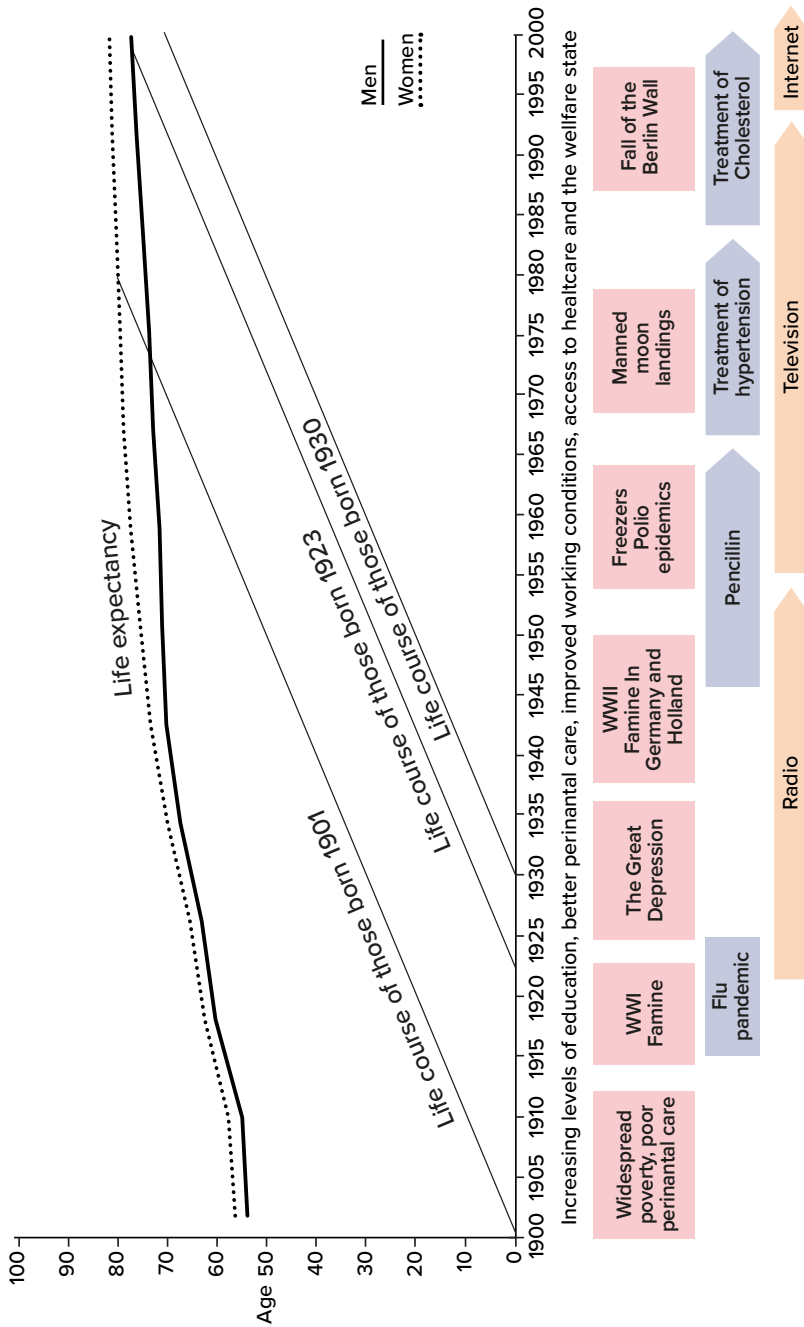 100
90
80
70
60
Age 50
40
30
20
10
0
Life expectancy
Men
Women
Life course of those born 1901
Life course of those born 1923
Life course of those born 1930
1900 1905 1910 1915 1920 1925 1930 1935 1940 1945 1950 1955 1960 1965 1970 1975 1980 1985 1990 1995 2000
Increasing levels of education, better perinantal care, improved working conditions, access to healtcare and the wellfare state
Widespread
poverty, poor
perinantal care
WWI
Famine
The Great
Depression
WWII
Famine In
Germany and
Holland
Freezers
Polio
epidemics
Manned
moon
landings
Fall of the
Berlin Wall
Flu
pandemic
Pencillin
Treatment of
hypertension
Treatment of
Cholesterol
Radio
Television
Internet